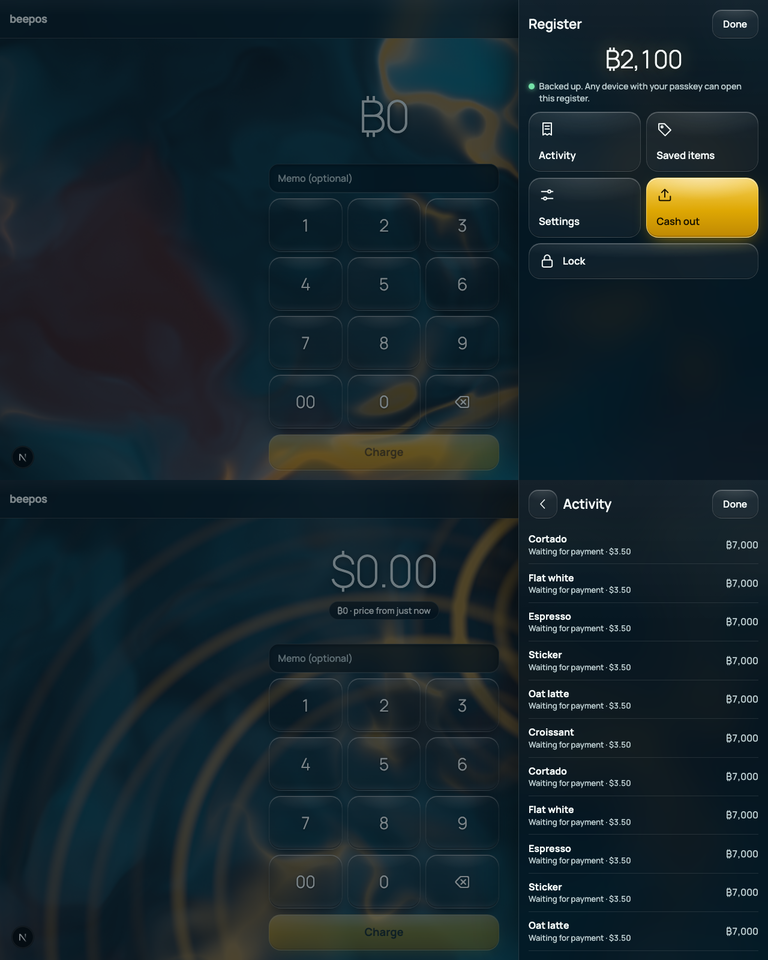 beepos
₿0
Memo (optional)
1 2 3
4 5 6
7 8 9
00 0
Charge
N
Register
Done
₿2,100
Backed up. Any device with your passkey can open
this register.
Activity
Saved items
Settings
Cash out
Lock
beepos
$0.00
₿0 · price from just now
Memo (optional)
1 2 3
4 5 6
7 8 9
00 0
Charge
N
Activity
Done
Cortado
Waiting for payment · $3.50
₿7,000
Flat white
Waiting for payment · $3.50
₿7,000
Espresso
Waiting for payment · $3.50
₿7,000
Sticker
Waiting for payment · $3.50
₿7,000
Oat latte
Waiting for payment · $3.50
₿7,000
Croissant
Waiting for payment · $3.50
₿7,000
Cortado
Waiting for payment · $3.50
₿7,000
Flat white
Waiting for payment · $3.50
₿7,000
Espresso
Waiting for payment · $3.50
₿7,000
Sticker
Waiting for payment · $3.50
₿7,000
Oat latte
Waiting for payment · $3.50
₿7,000